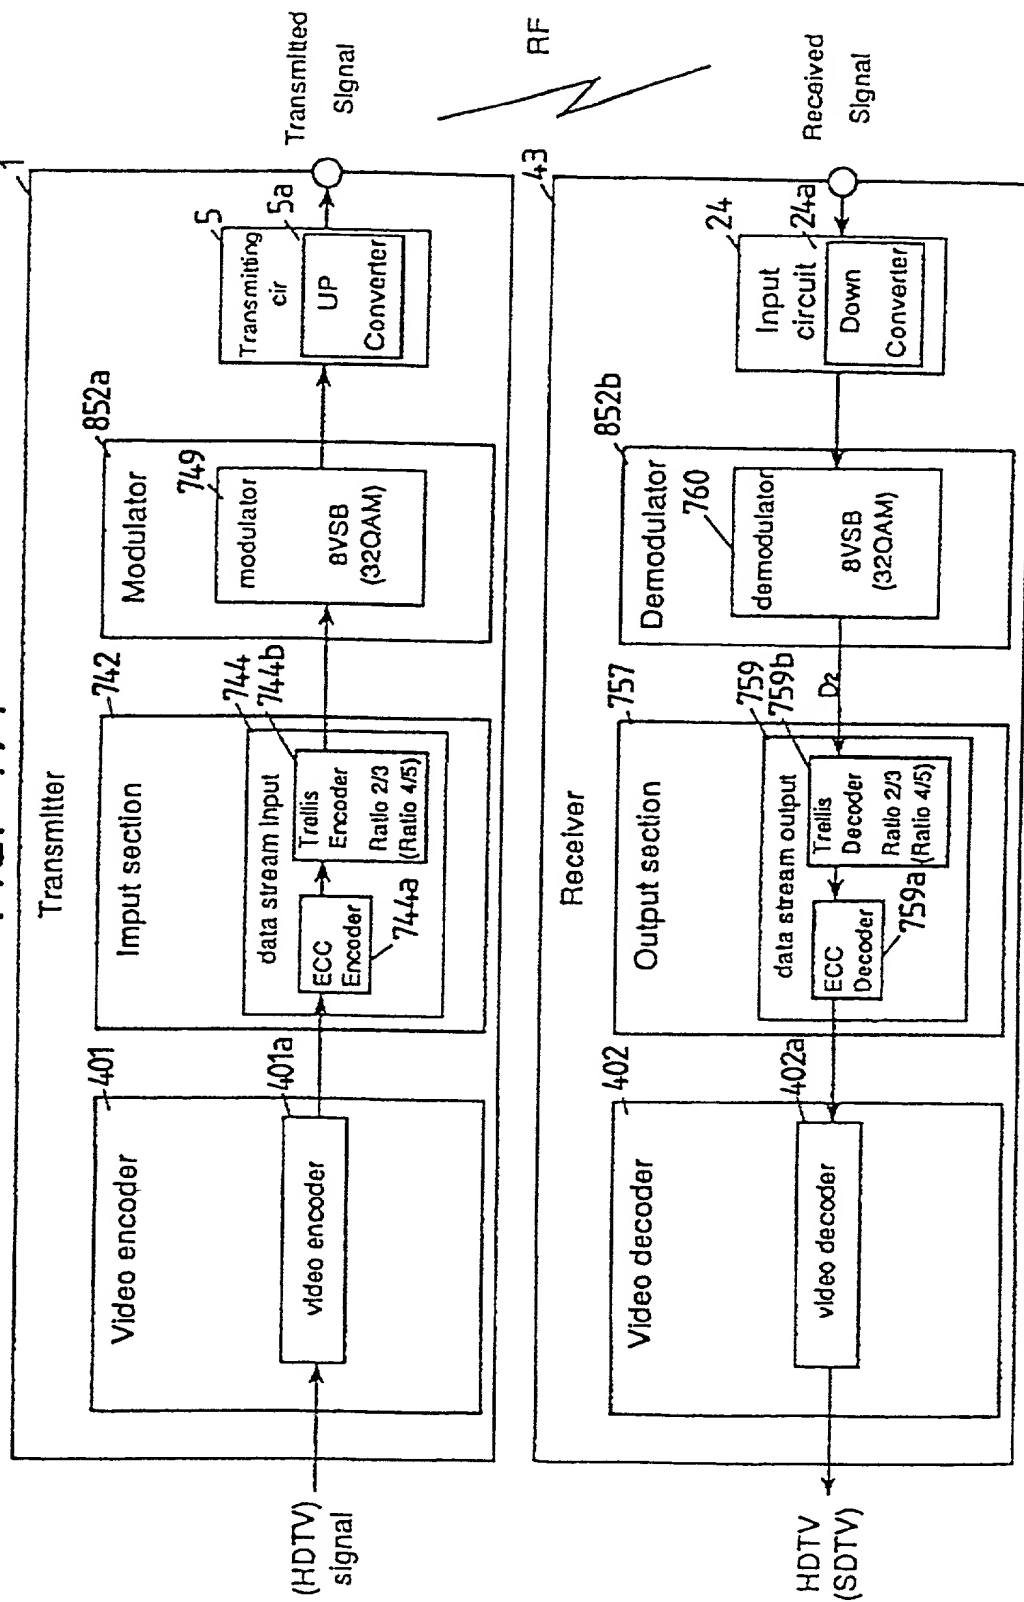 1
Transmitter
401
Video encoder
401a
video encoder
(HDTV)
signal
742
Imput section
744
744b
data stream Input
ECC
Encoder
744a
Trellis
Encoder
Ratio 2/3
(Ratio 4/5)
852a
Modulator
749
modulator
8VSB
(32QAM)
5
Transmitting
cir
5a
UP
Converter
Transmitted
Signal
RF
43
Receiver
402
Video decoder
402a
video decoder
HDTV
(SDTV)
757
Output section
759
759b
data stream output
ECC
Decoder
759a
Trellis
Decoder
Ratio 2/3
(Ratio 4/5)
D2
852b
Demodulator
760
demodulator
8VSB
(32QAM)
24
Input
circuit
24a
Down
Converter
Received
Signal